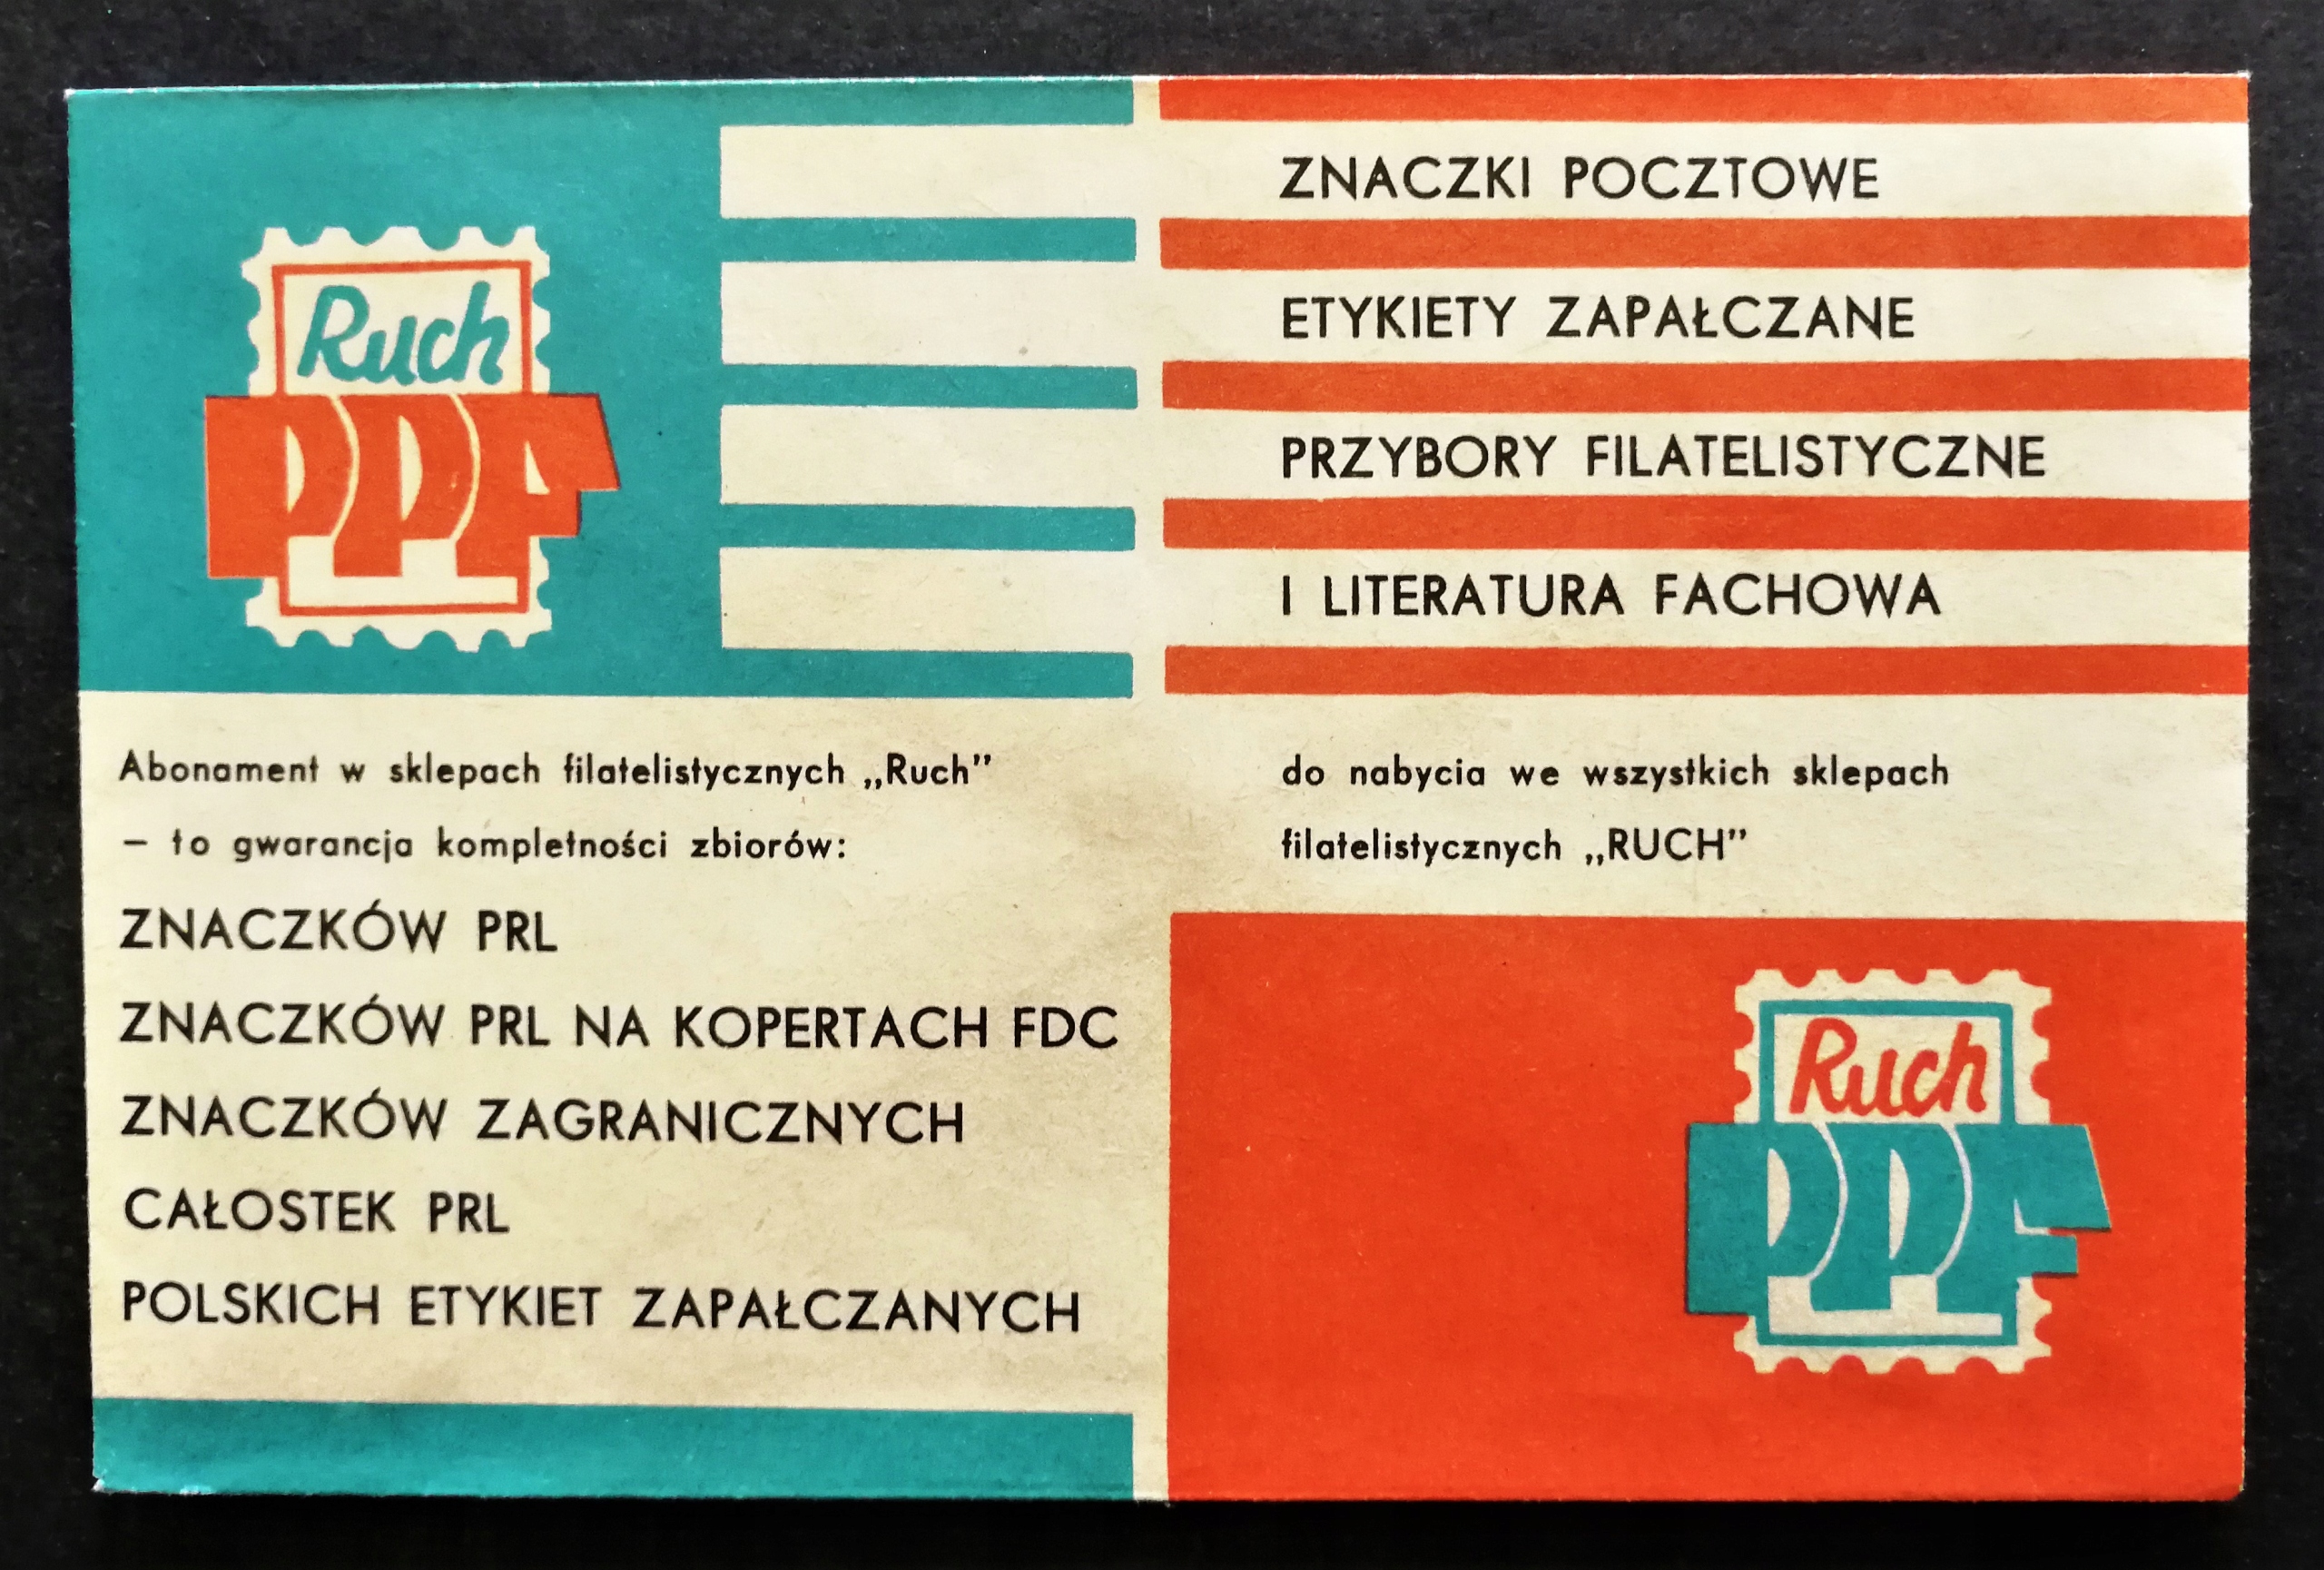 Ruch
PPF
Abonament w sklepach filatelistycznych „Ruch”
– to gwarancja kompletności zbiorów:
ZNACZKÓW PRL
ZNACZKÓW PRL NA KOPERTACH FDC
ZNACZKÓW ZAGRANICZNYCH
CAŁOSTEK PRL
POLSKICH ETYKIET ZAPAŁCZANYCH
ZNACZKI POCZTOWE
ETYKIETY ZAPAŁCZANE
PRZYBORY FILATELISTYCZNE
I LITERATURA FACHOWA
do nabycia we wszystkich sklepach
filatelistycznych „RUCH”
Ruch
PPF